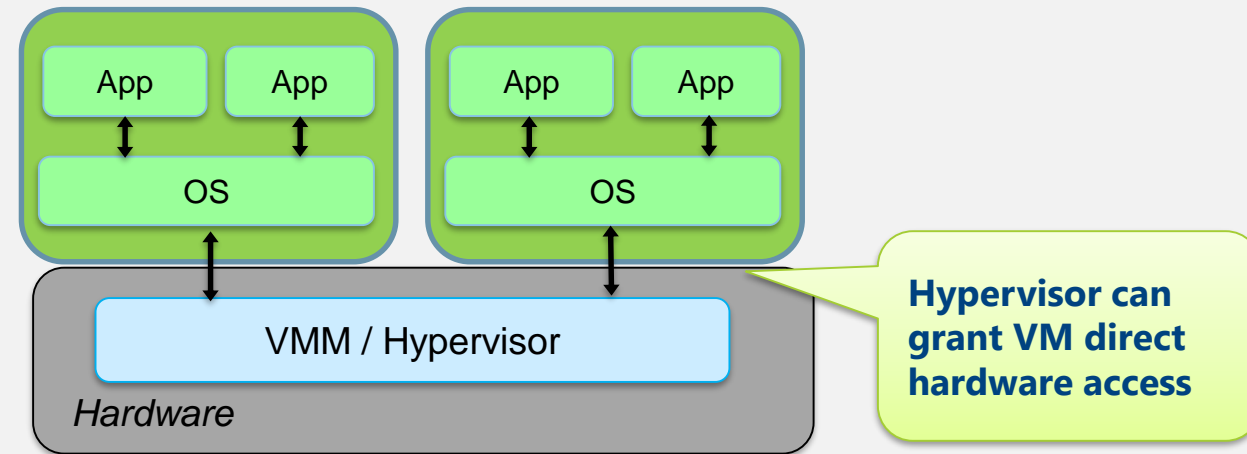 App App App App
OS OS
VMM / Hypervisor
Hardware
Hypervisor can
grant VM direct
hardware access